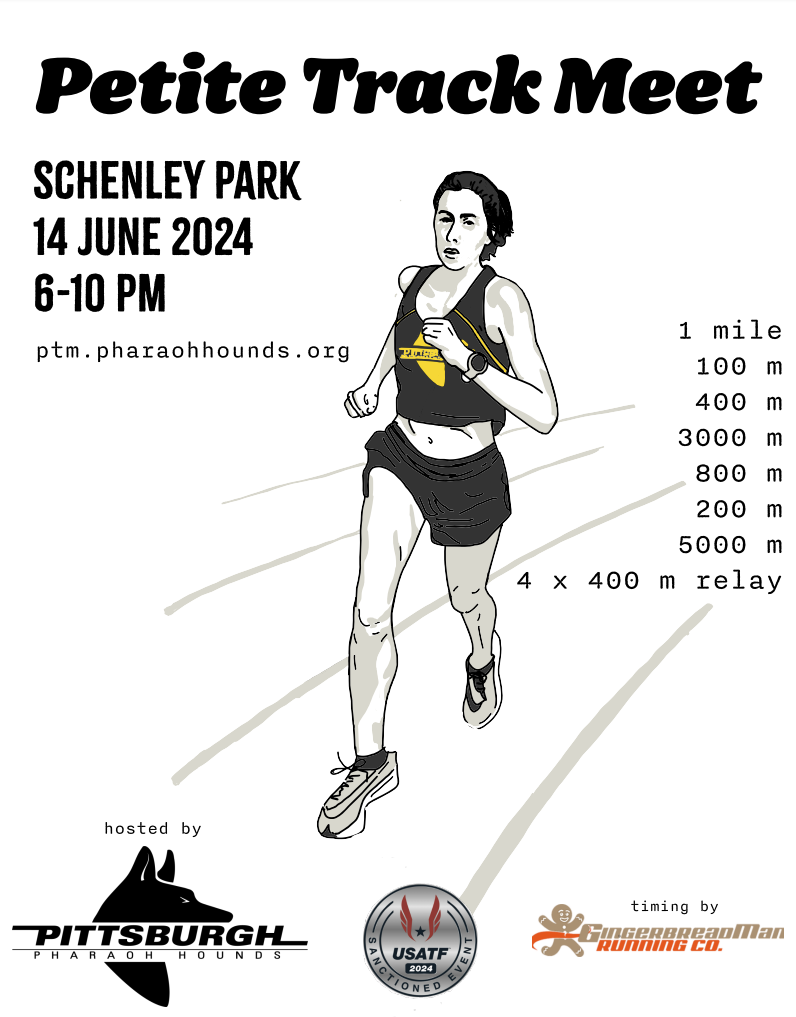 Petite Track Meet
SCHENLEY PARK
14 JUNE 2024
6-10 PM
ptm.pharaohhounds.org
1 mile
100 m
400 m
3000 m
800 m
200 m
5000 m
4 x 400 m relay
hosted by
PITTSBURGH
PHARAOH HOUNDS
USATF
2024
SANCTIONED EVENT
timing by
GINGERBREADMAN
RUNNING CO.